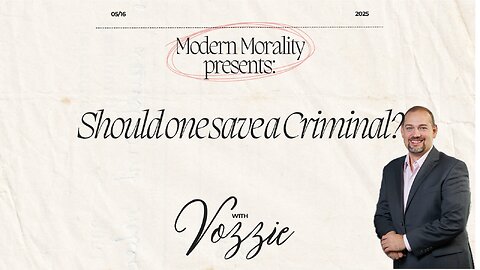 05/16 2025
Modern Morality
presents:
Should one save a Criminal?
WITH
Vozzie